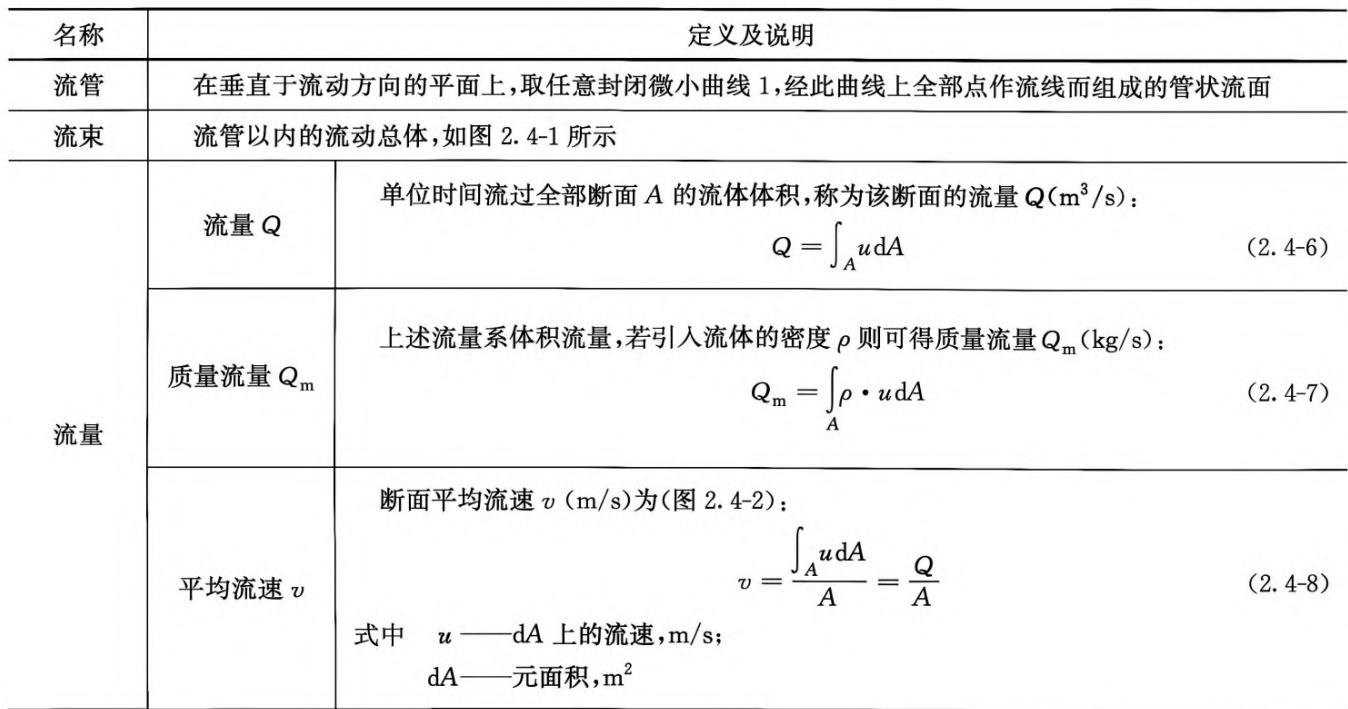 名称 定义及说明
流管 在垂直于流动方向的平面上,取任意封闭微小曲线 1,经此曲线上全部点作流线而组成的管状流面
流束 流管以内的流动总体,如图 2.4-1 所示
流量
流量 Q
单位时间流过全部断面 A 的流体体积,称为该断面的流量 Q(m³/s):
Q = ∫_A u dA (2.4-6)
质量流量 Q_m
上述流量系体积流量,若引入流体的密度 ρ 则可得质量流量 Q_m(kg/s):
Q_m = ∫_A ρ · u dA (2.4-7)
平均流速 v
断面平均流速 v (m/s)为(图 2.4-2):
v = ∫_A u dA / A = Q / A (2.4-8)
式中 u ——dA 上的流速,m/s;
dA——元面积,m²